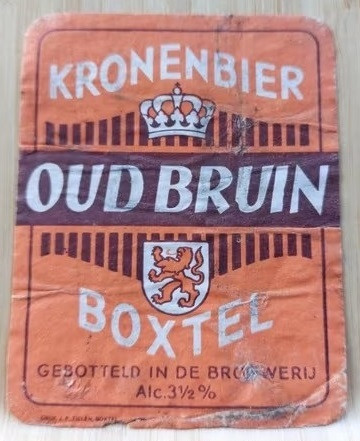 KRONENBIER
OUD BRUIN
BOXTEL
GEBOTTELD IN DE BROUWERIJ
Alc.3½%